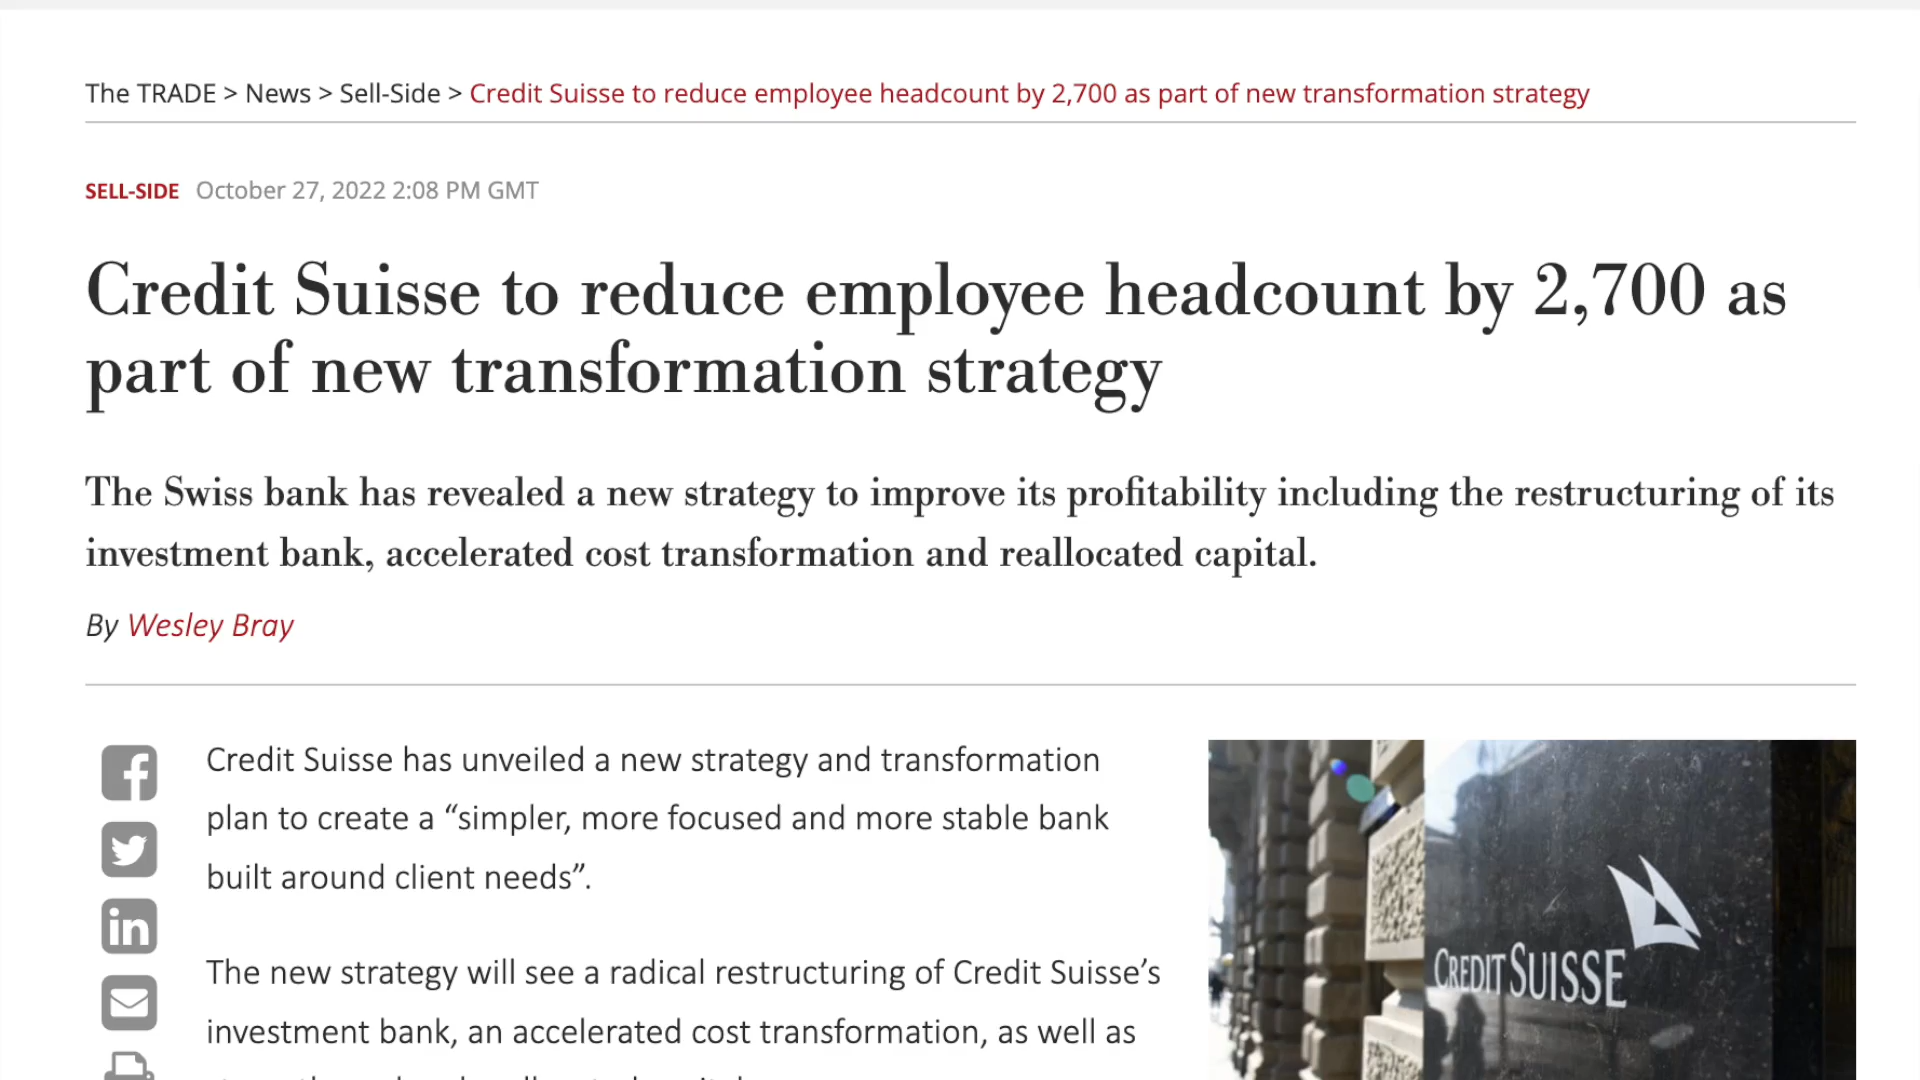 The TRADE > News > Sell-Side > Credit Suisse to reduce employee headcount by 2,700 as part of new transformation strategy
SELL-SIDE October 27, 2022 2:08 PM GMT
Credit Suisse to reduce employee headcount by 2,700 as
part of new transformation strategy
The Swiss bank has revealed a new strategy to improve its profitability including the restructuring of its
investment bank, accelerated cost transformation and reallocated capital.
By Wesley Bray
Credit Suisse has unveiled a new strategy and transformation
plan to create a “simpler, more focused and more stable bank
built around client needs”.
The new strategy will see a radical restructuring of Credit Suisse’s
investment bank, an accelerated cost transformation, as well as
CREDIT SUISSE